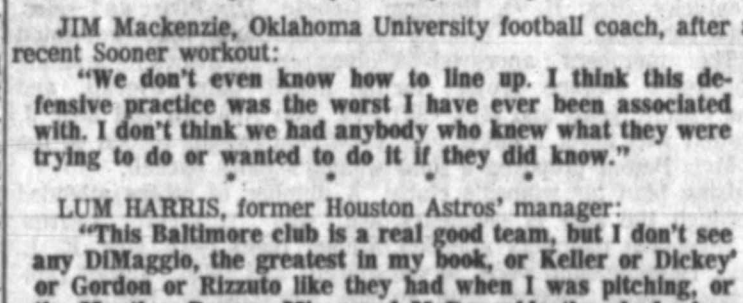 JIM Mackenzie, Oklahoma University football coach, after
recent Sooner workout:
"We don't even know how to line up. I think this de-
fensive practice was the worst I have ever been associated
with. I don't think we had anybody who knew what they were
trying to do or wanted to do it if they did know."
* * * *
LUM HARRIS, former Houston Astros' manager:
"This Baltimore club is a real good team, but I don't see
any DiMaggio, the greatest in my book, or Keller or Dickey
or Gordon or Rizzuto like they had when I was pitching, or